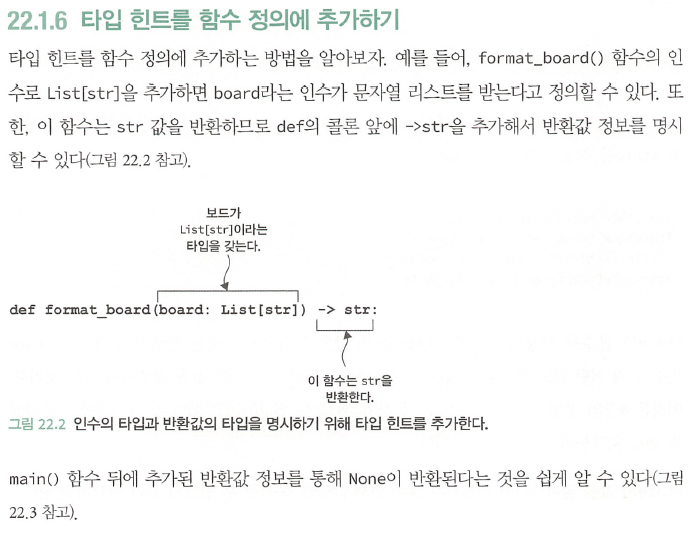 22.1.6 타입 힌트를 함수 정의에 추가하기
타입 힌트를 함수 정의에 추가하는 방법을 알아보자. 예를 들어, format_board() 함수의 인
수로 List[str]을 추가하면 board라는 인수가 문자열 리스트를 받는다고 정의할 수 있다. 또
한, 이 함수는 str 값을 반환하므로 def의 콜론 앞에 ->str을 추가해서 반환값 정보를 명시
할 수 있다(그림 22.2 참고).
보드가
List[str]이라는
타입을 갖는다.
def format_board(board: List[str]) -> str:
이 함수는 str을
반환한다.
그림 22.2 인수의 타입과 반환값의 타입을 명시하기 위해 타입 힌트를 추가한다.
main() 함수 뒤에 추가된 반환값 정보를 통해 None이 반환된다는 것을 쉽게 알 수 있다(그림
22.3 참고).